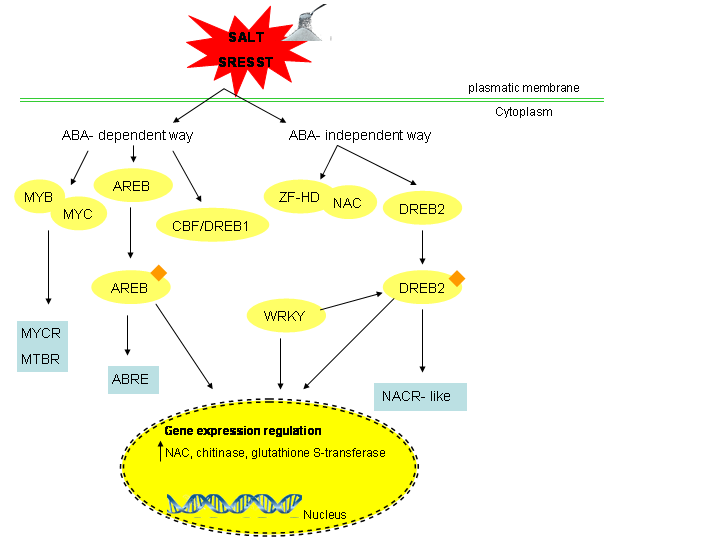 SALT
SRESST
plasmatic membrane
Cytoplasm
ABA- dependent way
ABA- independent way
MYB
MYC
AREB
CBF/DREB1
ZF-HD
NAC
DREB2
AREB
DREB2
WRKY
MYCR
MTBR
ABRE
NACR- like
Gene expression regulation
NAC, chitinase, glutathione S-transferase
Nucleus